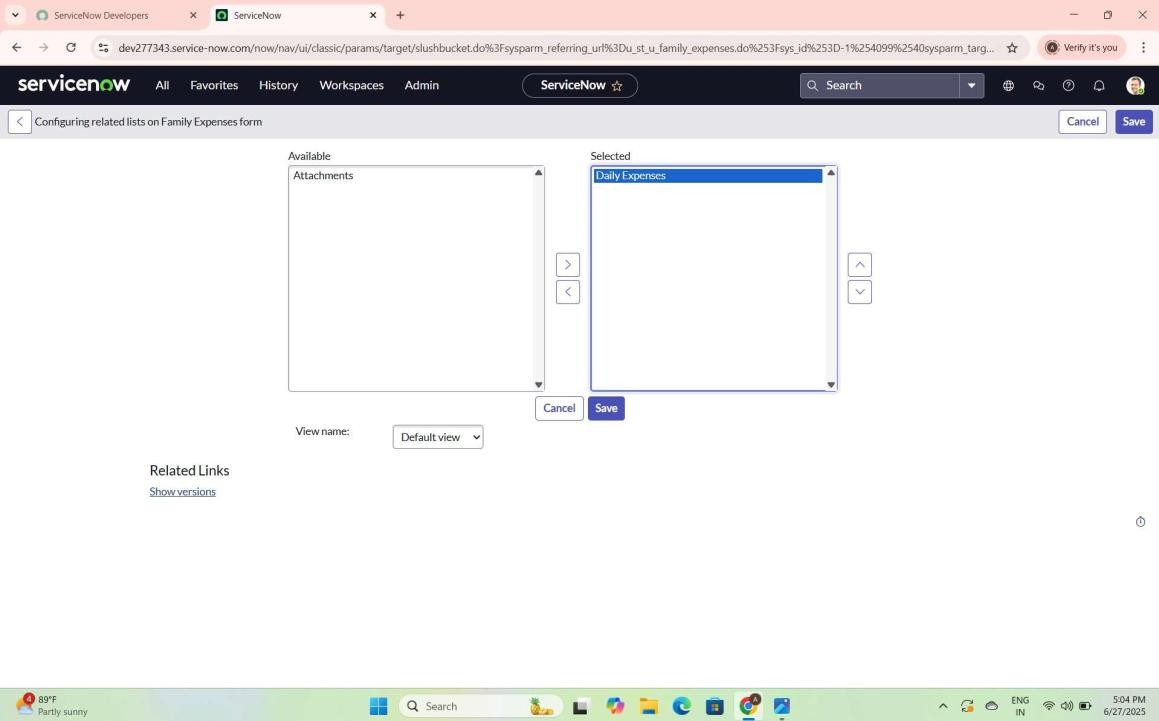 ServiceNow Developers
ServiceNow
dev277343.service-now.com/now/nav/ui/classic/params/target/slushbucket.do%3Fsysparm_referring_url%3Du_st_u_family_expenses.do%253Fsys_id%253D-1%254099%2540sysparm_targ...
Verify it's you
servicenow
All
Favorites
History
Workspaces
Admin
ServiceNow
Search
Configuring related lists on Family Expenses form
Cancel
Save
Available
Selected
Attachments
Daily Expenses
Cancel
Save
View name:
Default view
Related Links
Show versions
4
89°F
Partly sunny
Search
ENG
IN
5:04 PM
6/27/2025